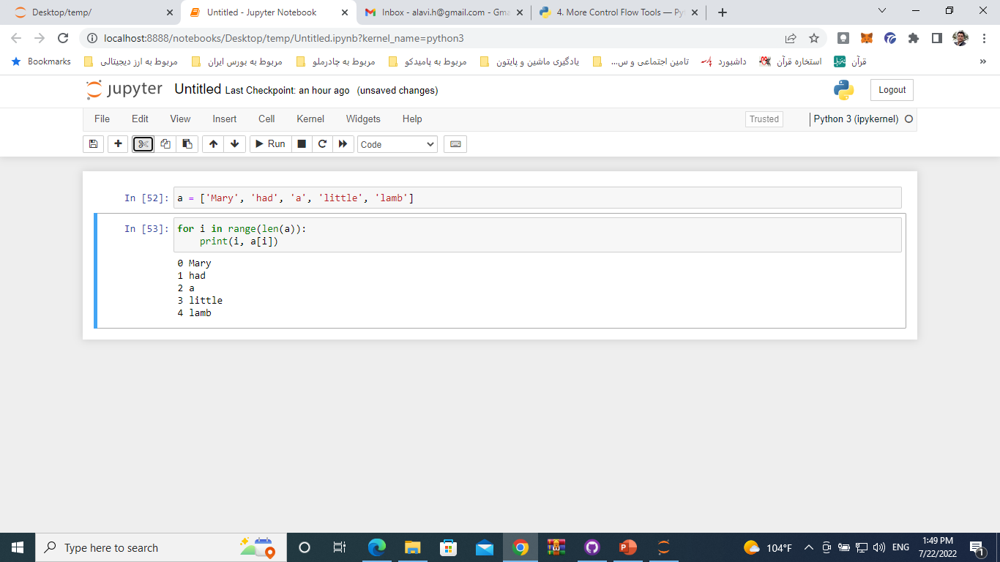 Desktop/temp/
Untitled - Jupyter Notebook
Inbox - alavi.h@gmail.com - Gma
4. More Control Flow Tools — Py
localhost:8888/notebooks/Desktop/temp/Untitled.ipynb?kernel_name=python3
Bookmarks
مربوط به ارز دیجیتالی
مربوط به بورس ایران
مربوط به چادرملو
مربوط به پامیدکو
یادگیری ماشین و پایتون
تامین اجتماعی و س...
داشبورد
استخاره قرآن
قرآن
»
jupyter Untitled Last Checkpoint: an hour ago (unsaved changes)
Logout
File Edit View Insert Cell Kernel Widgets Help
Trusted
Python 3 (ipykernel)
Run
Code
In [52]: a = ['Mary', 'had', 'a', 'little', 'lamb']
In [53]: for i in range(len(a)):
print(i, a[i])
0 Mary
1 had
2 a
3 little
4 lamb
Type here to search
104°F
ENG
1:49 PM
7/22/2022
1